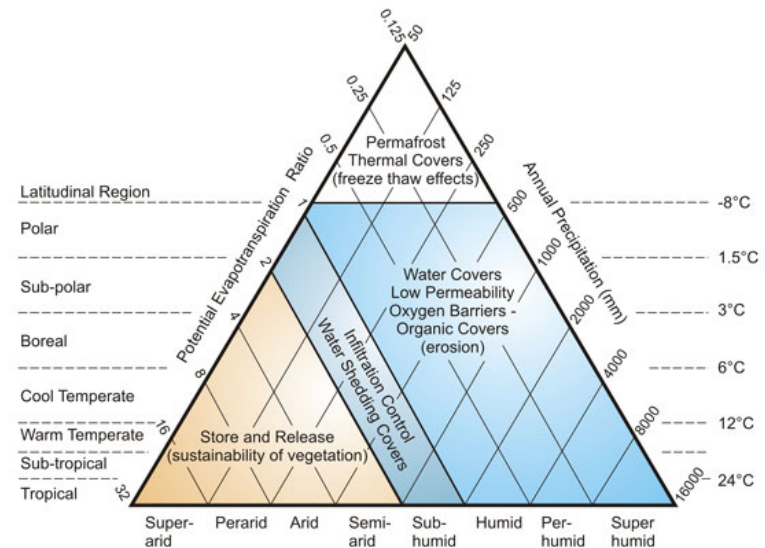 0.125
50
0.25
125
0.5
250
Permafrost
Thermal Covers
(freeze thaw effects)
Potential Evapotranspiration Ratio
Annual Precipitation (mm)
Latitudinal Region
1
500
-8°C
Polar
2
1000
1.5°C
Water Covers
Low Permeability
Oxygen Barriers -
Organic Covers
(erosion)
Sub-polar
4
2000
3°C
Infiltration Control
Water Shedding Covers
Boreal
8
4000
6°C
Cool Temperate
16
8000
12°C
Warm Temperate
Store and Release
(sustainability of vegetation)
Sub-tropical
Tropical
32
16000
24°C
Super-
arid
Perarid
Arid
Semi-
arid
Sub-
humid
Humid
Per-
humid
Super
humid